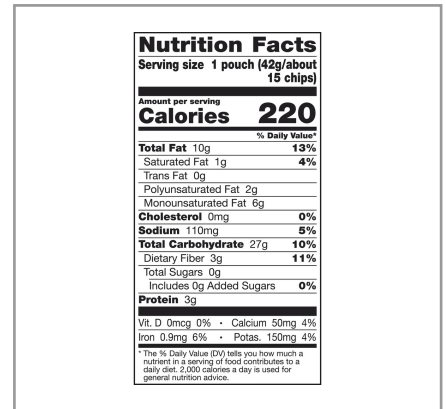 Nutrition Facts
Serving size 1 pouch (42g/about
15 chips)
Amount per serving
Calories 220
% Daily Value*
Total Fat 10g 13%
Saturated Fat 1g 4%
Trans Fat 0g
Polyunsaturated Fat 2g
Monounsaturated Fat 6g
Cholesterol 0mg 0%
Sodium 110mg 5%
Total Carbohydrate 27g 10%
Dietary Fiber 3g 11%
Total Sugars 0g
Includes 0g Added Sugars 0%
Protein 3g
Vit. D 0mcg 0% • Calcium 50mg 4%
Iron 0.9mg 6% • Potas. 150mg 4%
* The % Daily Value (DV) tells you how much a
nutrient in a serving of food contributes to a
daily diet. 2,000 calories a day is used for
general nutrition advice.